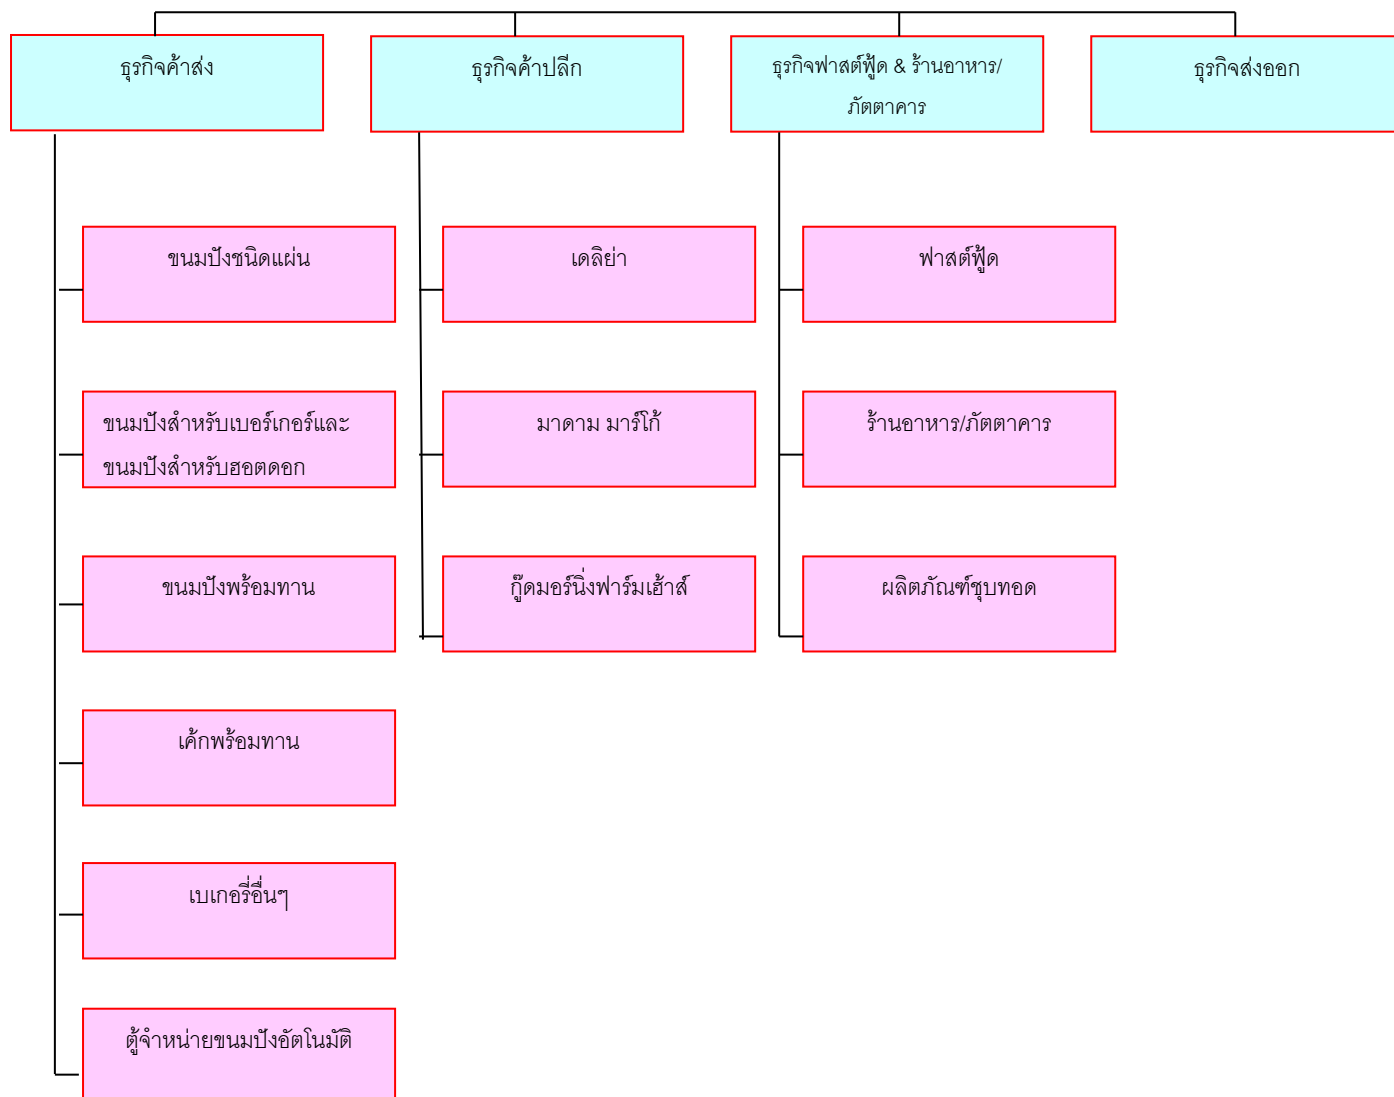 ธุรกิจค้าส่ง
ธุรกิจค้าปลีก
ธุรกิจฟาสต์ฟู้ด & ร้านอาหาร/
ภัตตาคาร
ธุรกิจส่งออก
ขนมปังชนิดแผ่น
เดลิย่า
ฟาสต์ฟู้ด
ขนมปังสำหรับเบอร์เกอร์และ
ขนมปังสำหรับฮอตดอก
มาดาม มาร์โก้
ร้านอาหาร/ภัตตาคาร
ขนมปังพร้อมทาน
กู๊ดมอร์นิ่งฟาร์มเฮ้าส์
ผลิตภัณฑ์ชุบทอด
เค้กพร้อมทาน
เบเกอรี่อื่นๆ
ตู้จำหน่ายขนมปังอัตโนมัติ